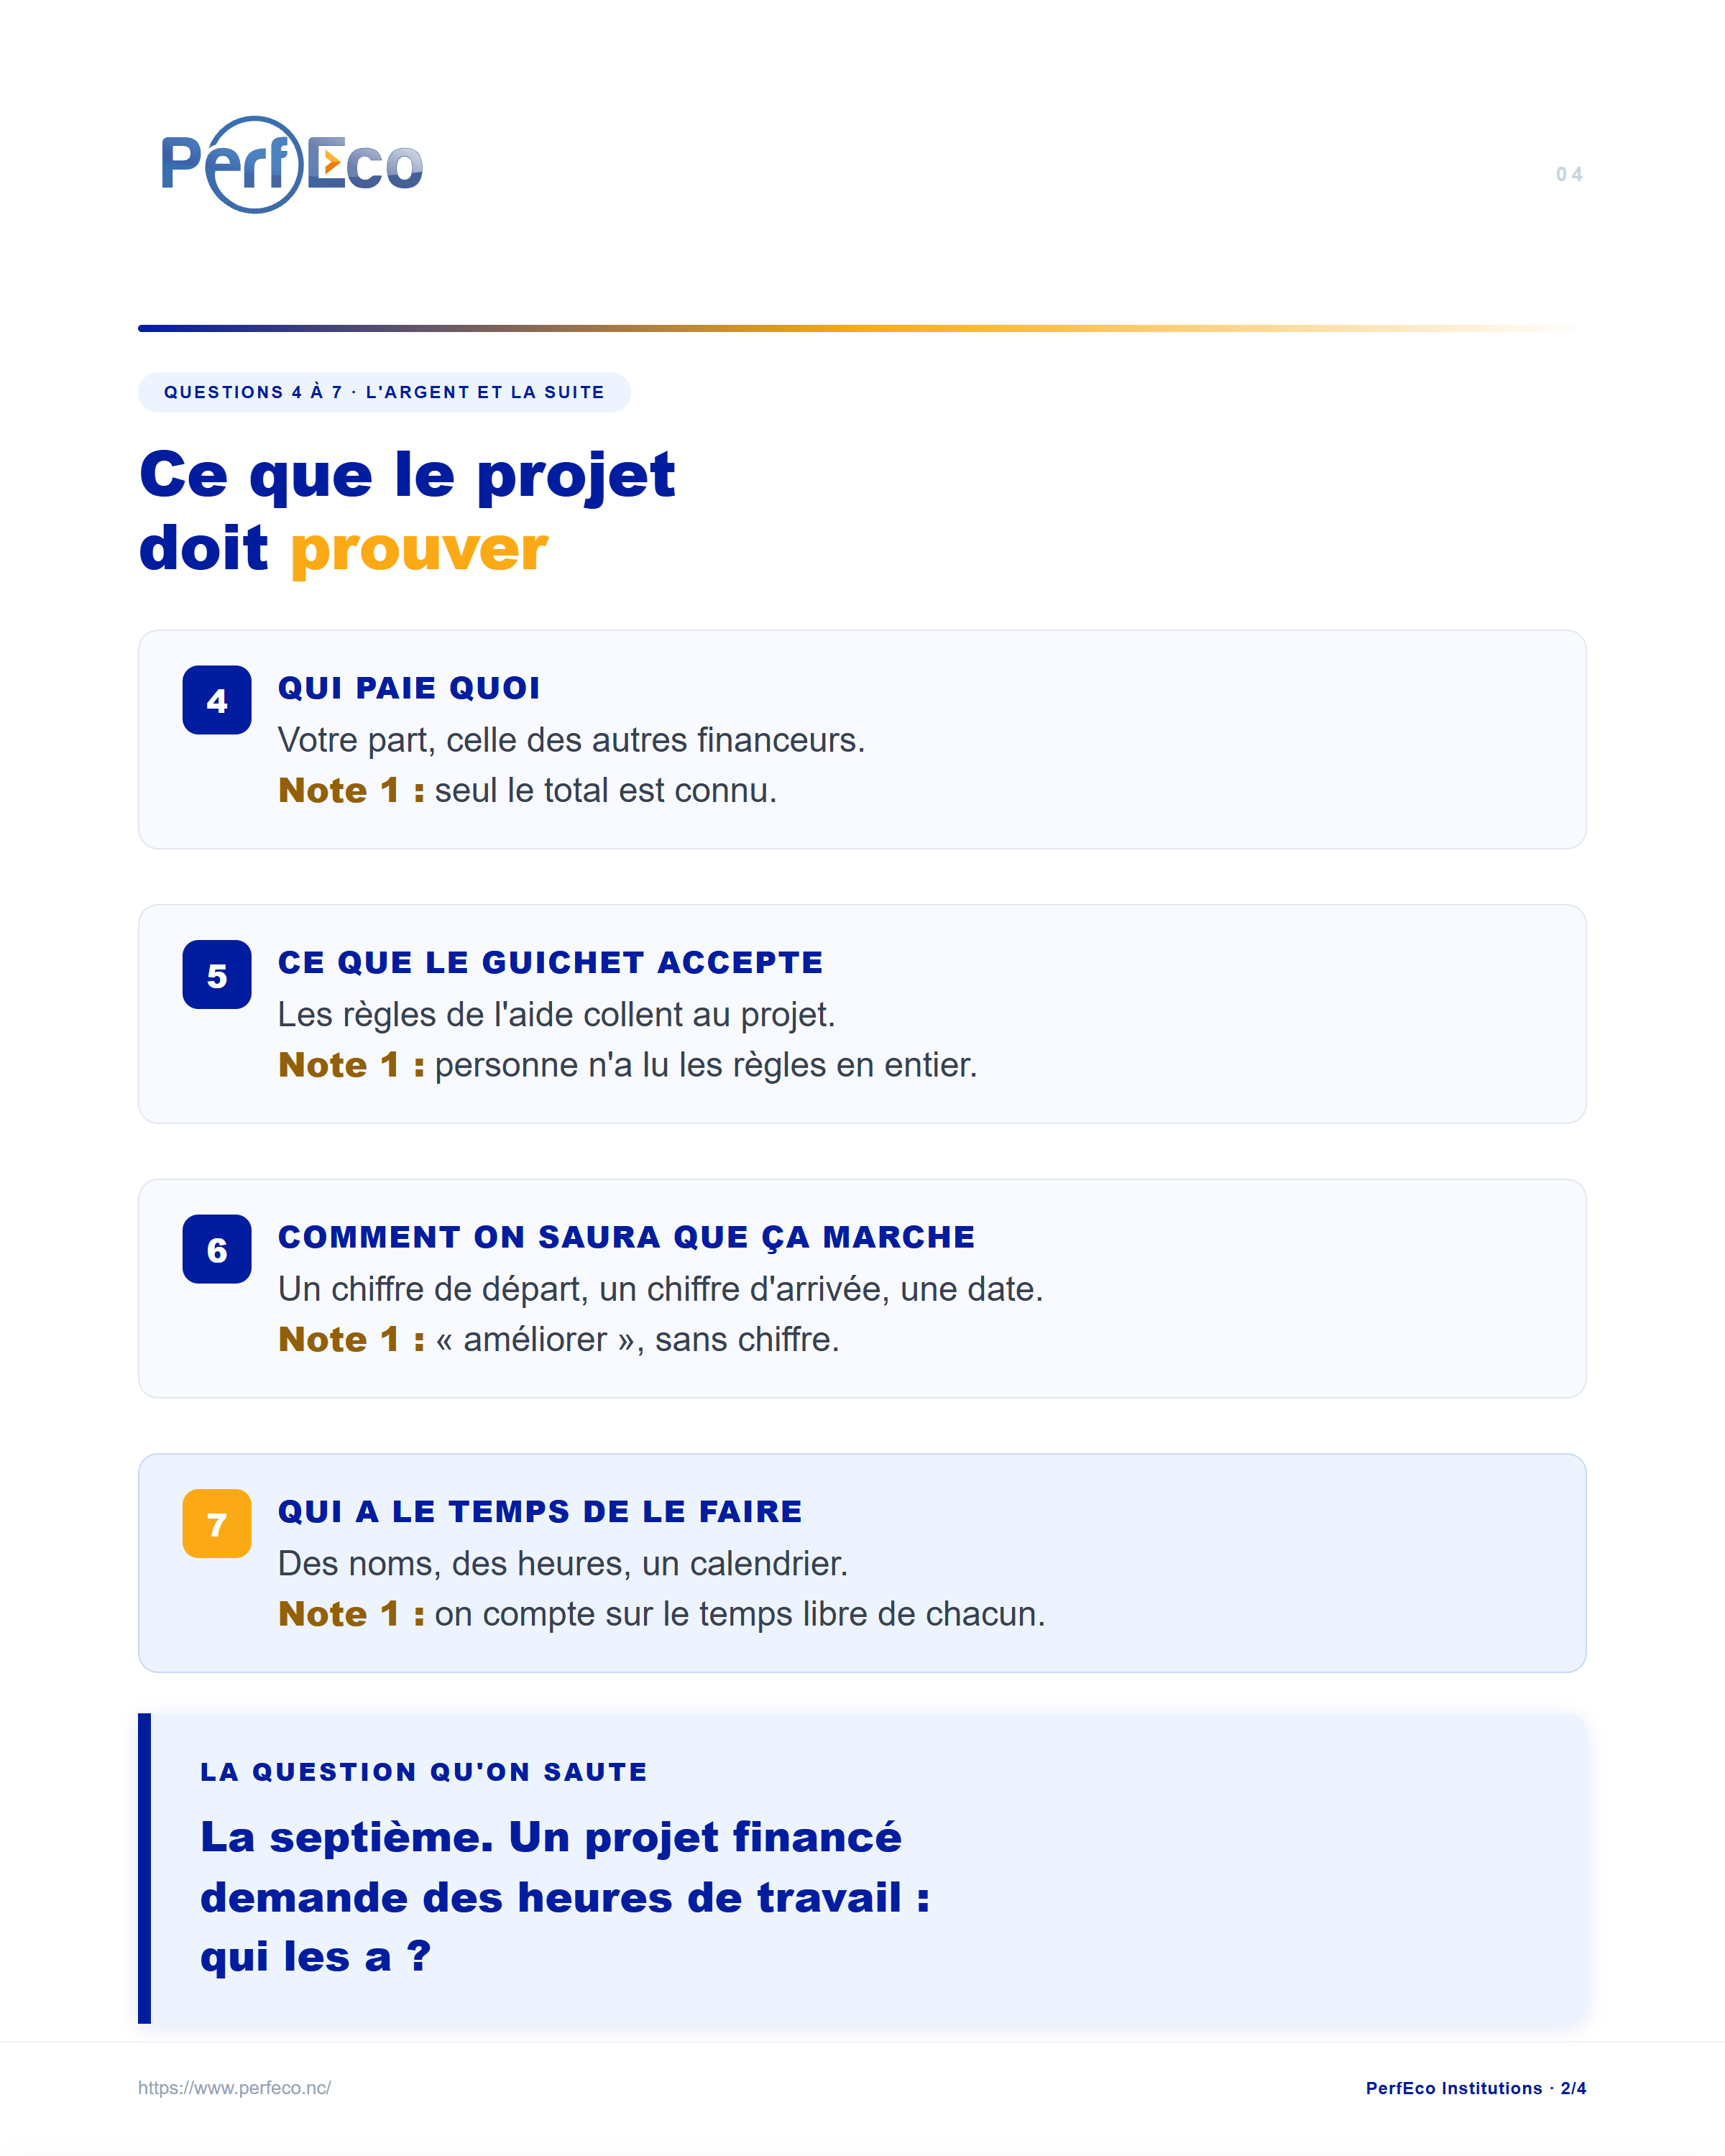 PerfEco
04
QUESTIONS 4 À 7 · L'ARGENT ET LA SUITE
Ce que le projet
doit prouver
4
QUI PAIE QUOI
Votre part, celle des autres financeurs.
Note 1 : seul le total est connu.
5
CE QUE LE GUICHET ACCEPTE
Les règles de l'aide collent au projet.
Note 1 : personne n'a lu les règles en entier.
6
COMMENT ON SAURA QUE ÇA MARCHE
Un chiffre de départ, un chiffre d'arrivée, une date.
Note 1 : « améliorer », sans chiffre.
7
QUI A LE TEMPS DE LE FAIRE
Des noms, des heures, un calendrier.
Note 1 : on compte sur le temps libre de chacun.
LA QUESTION QU'ON SAUTE
La septième. Un projet financé
demande des heures de travail :
qui les a ?
https://www.perfeco.nc/
PerfEco Institutions · 2/4